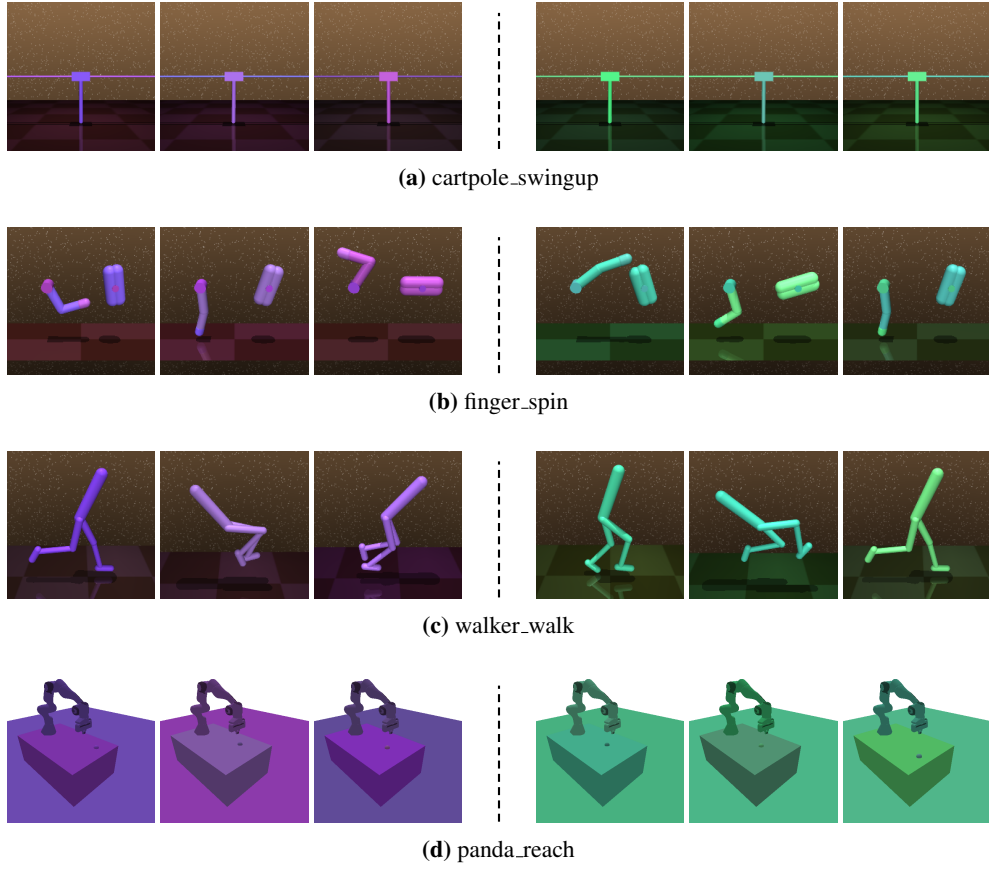 (a) cartpole_swingup
(b) finger_spin
(c) walker_walk
(d) panda_reach